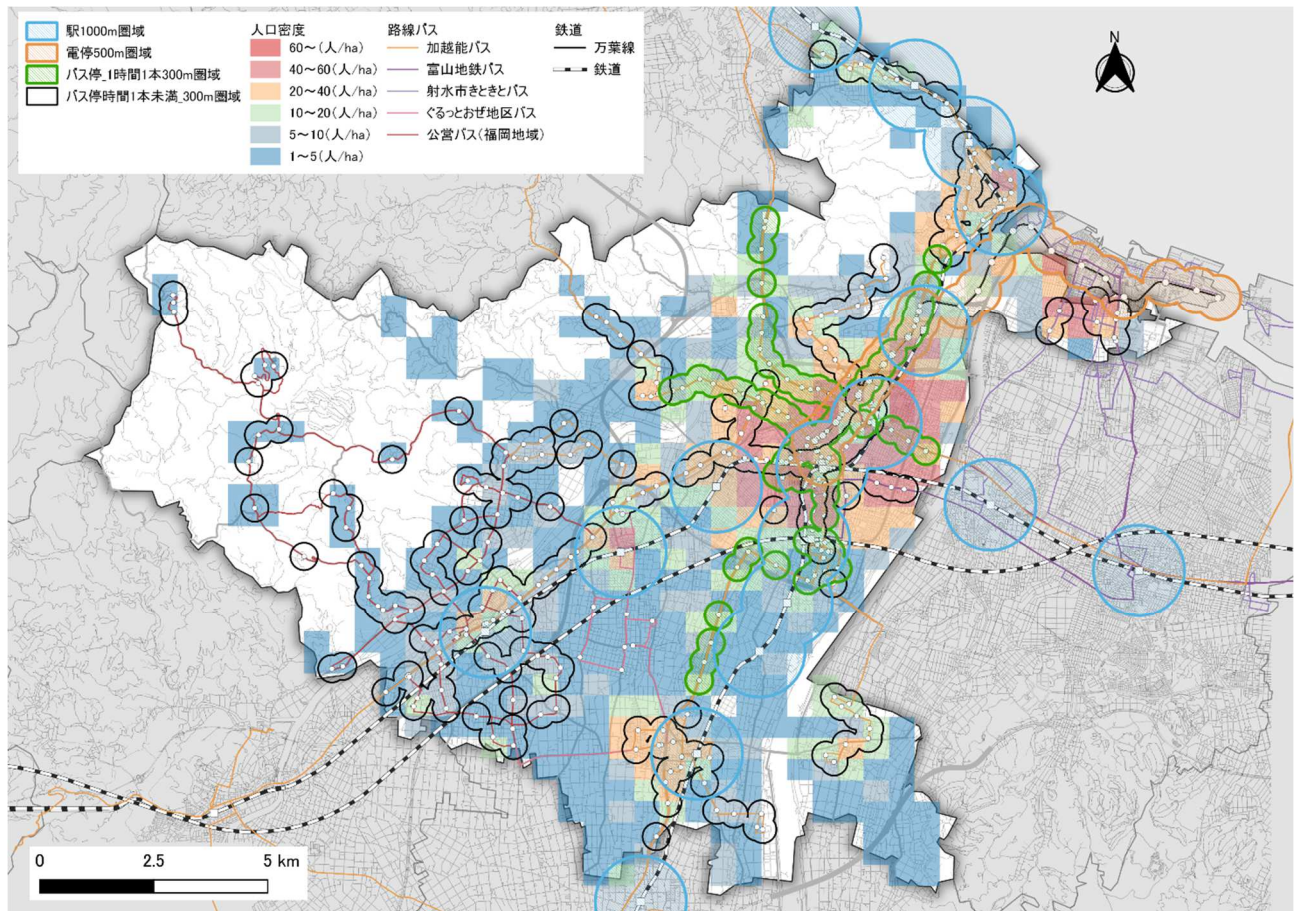 駅1000m圏域
電停500m圏域
バス停_1時間1本300m圏域
バス停時間1本未満_300m圏域
人口密度
60～(人/ha)
40～60(人/ha)
20～40(人/ha)
10～20(人/ha)
5～10(人/ha)
1～5(人/ha)
路線バス
加越能バス
富山地鉄バス
射水市きときとバス
ぐるっとおぜ地区バス
公営バス(福岡地域)
鉄道
万葉線
鉄道
N
0 2.5 5 km